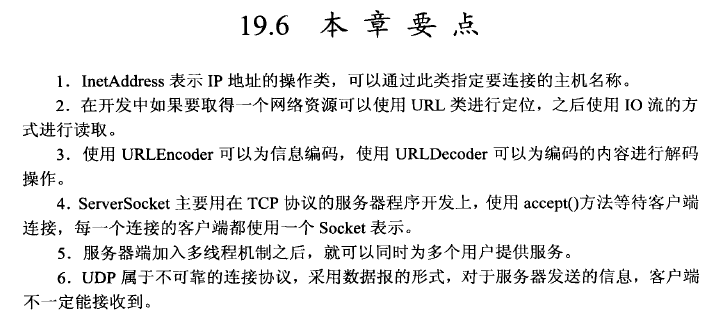 19.6 本章要点
1．InetAddress 表示 IP 地址的操作类，可以通过此类指定要连接的主机名称。
2．在开发中如果要取得一个网络资源可以使用 URL 类进行定位，之后使用 IO 流的方
式进行读取。
3．使用 URLEncoder 可以为信息编码，使用 URLDecoder 可以为编码的内容进行解码
操作。
4．ServerSocket 主要用在 TCP 协议的服务器程序开发上，使用 accept()方法等待客户端
连接，每一个连接的客户端都使用一个 Socket 表示。
5．服务器端加入多线程机制之后，就可以同时为多个用户提供服务。
6．UDP 属于不可靠的连接协议，采用数据报的形式，对于服务器发送的信息，客户端
不一定能接收到。